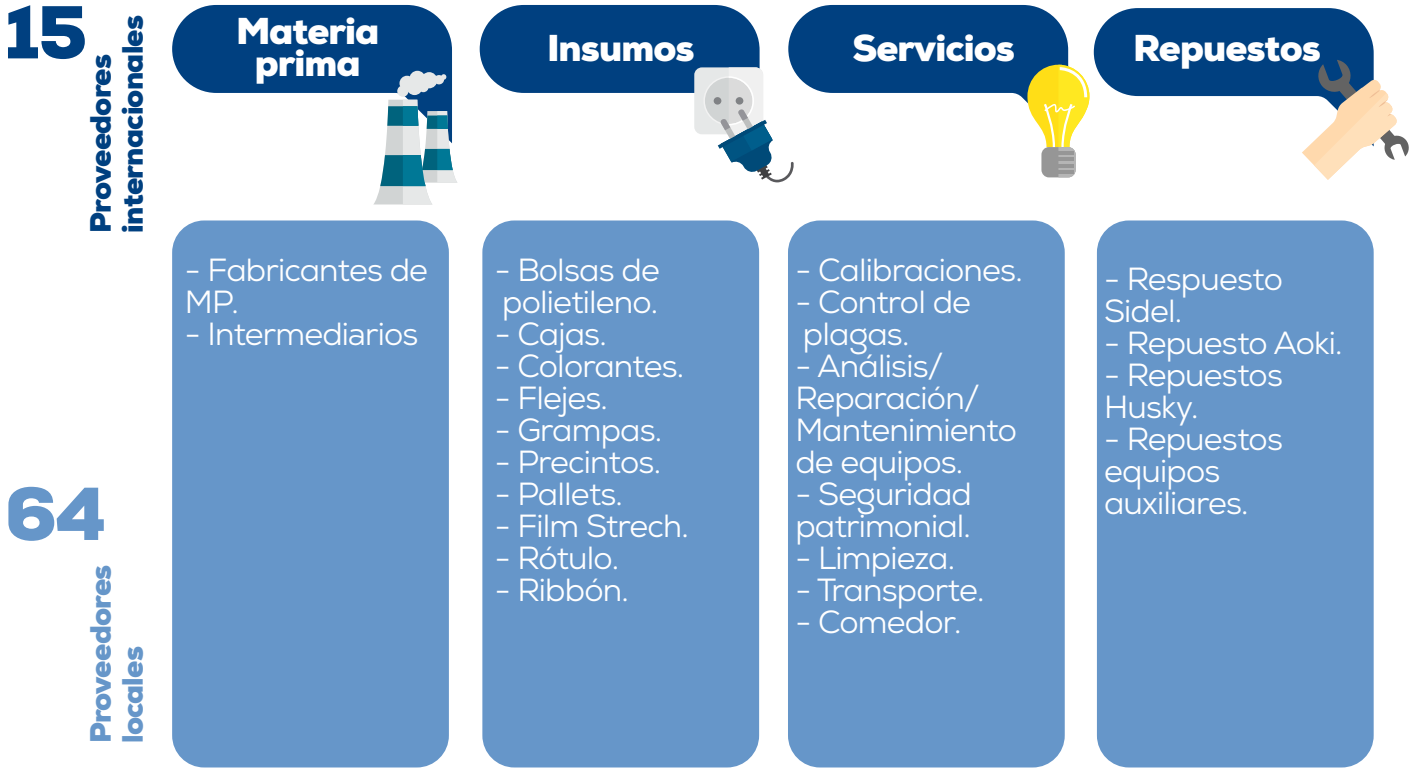 15
Proveedores
internacionales
64
Proveedores
locales
Materia
prima
- Fabricantes de
MP.
- Intermediarios
Insumos
- Bolsas de
polietileno.
- Cajas.
- Colorantes.
- Flejes.
- Grampas.
- Precintos.
- Pallets.
- Film Strech.
- Rótulo.
- Ribbón.
Servicios
- Calibraciones.
- Control de
plagas.
- Análisis/
Reparación/
Mantenimiento
de equipos.
- Seguridad
patrimonial.
- Limpieza.
- Transporte.
- Comedor.
Repuestos
- Respuesto
Sidel.
- Repuesto Aoki.
- Repuestos
Husky.
- Repuestos
equipos
auxiliares.